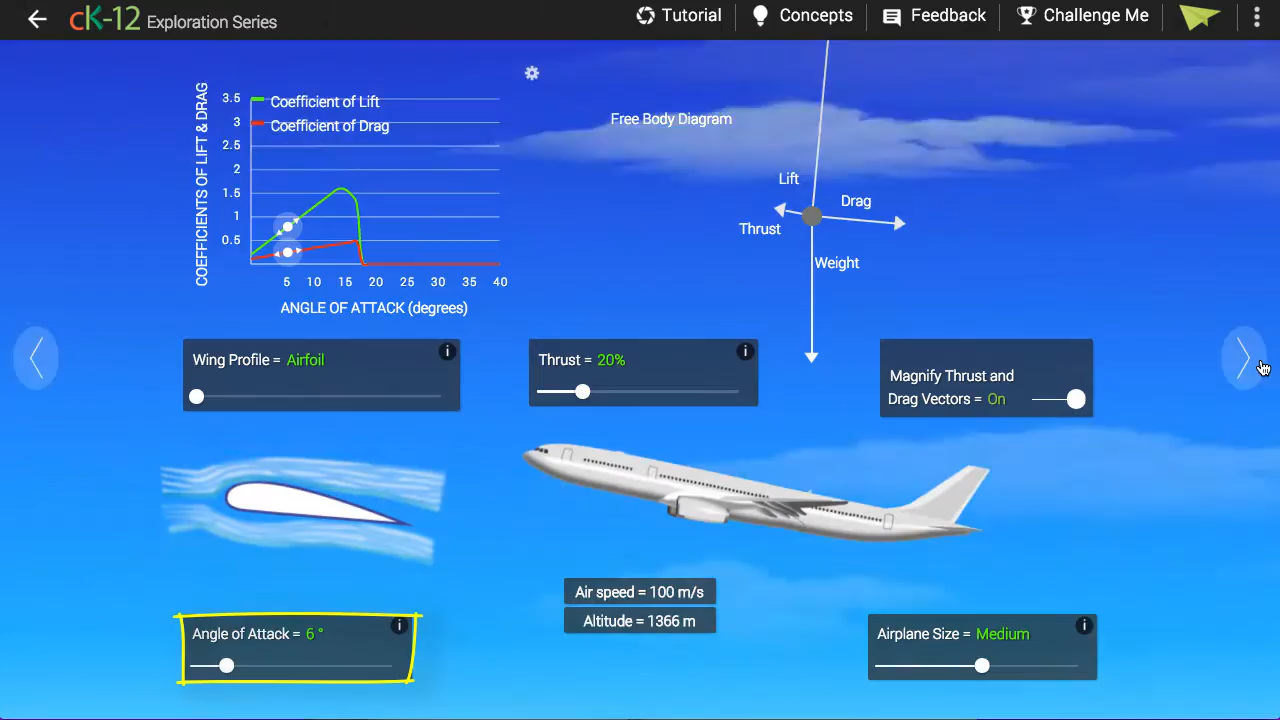 cK-12 Exploration Series
Tutorial
Concepts
Feedback
Challenge Me
COEFFICIENTS OF LIFT & DRAG
3.5
3
2.5
2
1.5
1
0.5
Coefficient of Lift
Coefficient of Drag
5 10 15 20 25 30 35 40
ANGLE OF ATTACK (degrees)
Free Body Diagram
Lift
Drag
Thrust
Weight
Wing Profile = Airfoil
i
Thrust = 20%
i
Magnify Thrust and
Drag Vectors = On
Air speed = 100 m/s
Altitude = 1366 m
Angle of Attack = 6 °
i
Airplane Size = Medium
i